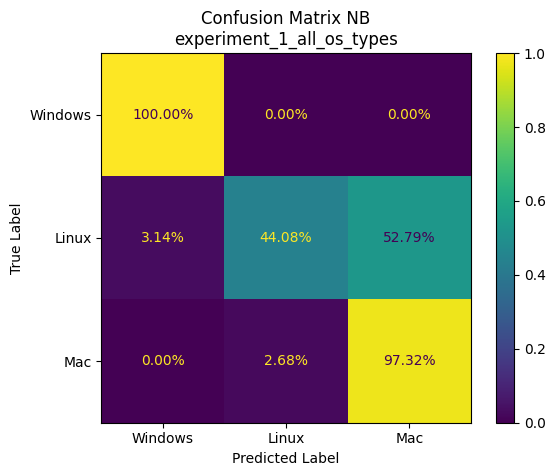 Confusion Matrix NB
experiment_1_all_os_types
True Label
Windows
100.00%
0.00%
0.00%
Linux
3.14%
44.08%
52.79%
Mac
0.00%
2.68%
97.32%
Windows
Linux
Mac
Predicted Label
1.0
0.8
0.6
0.4
0.2
0.0